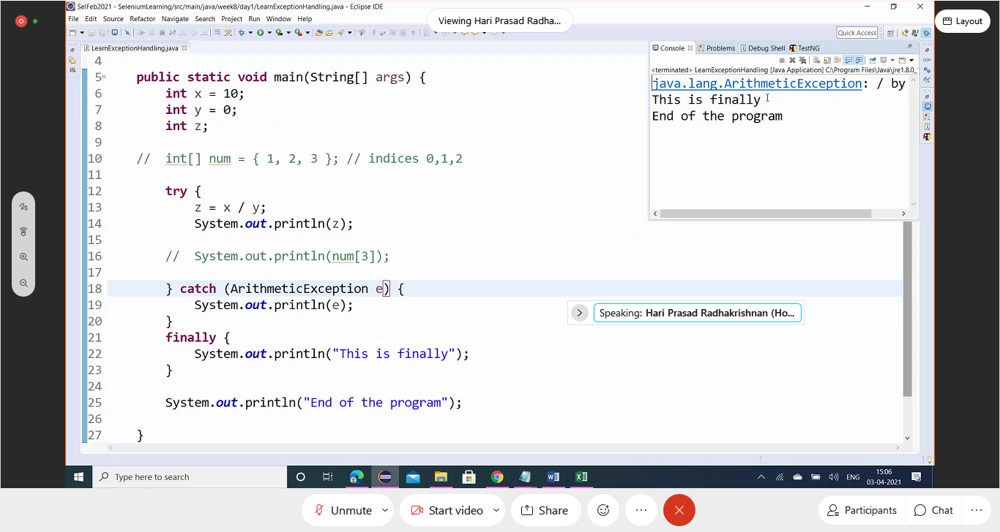 SelFeb2021 - SeleniumLearning/src/main/java/week8/day1/LearnExceptionHandling.java - Eclipse IDE
Viewing Hari Prasad Radha...
Layout
File Edit Source Refactor Navigate Search Project Run Window Help
Quick Access
LearnExceptionHandling.java
Console Problems Debug Shell TestNG
<terminated> LearnExceptionHandling [Java Application] C:\Program Files\Java\jre1.8.0_
java.lang.ArithmeticException: / by
This is finally
End of the program
4
5 public static void main(String[] args) {
6 int x = 10;
7 int y = 0;
8 int z;
9
10 // int[] num = { 1, 2, 3 }; // indices 0,1,2
11
12 try {
13 z = x / y;
14 System.out.println(z);
15
16 // System.out.println(num[3]);
17
18 } catch (ArithmeticException e) {
19 System.out.println(e);
20 }
21 finally {
22 System.out.println("This is finally");
23 }
24
25 System.out.println("End of the program");
26
27 }
Speaking: Hari Prasad Radhakrishnan (Ho...
Type here to search
ENG
15:06
03-04-2021
Unmute
Start video
Share
Participants
Chat